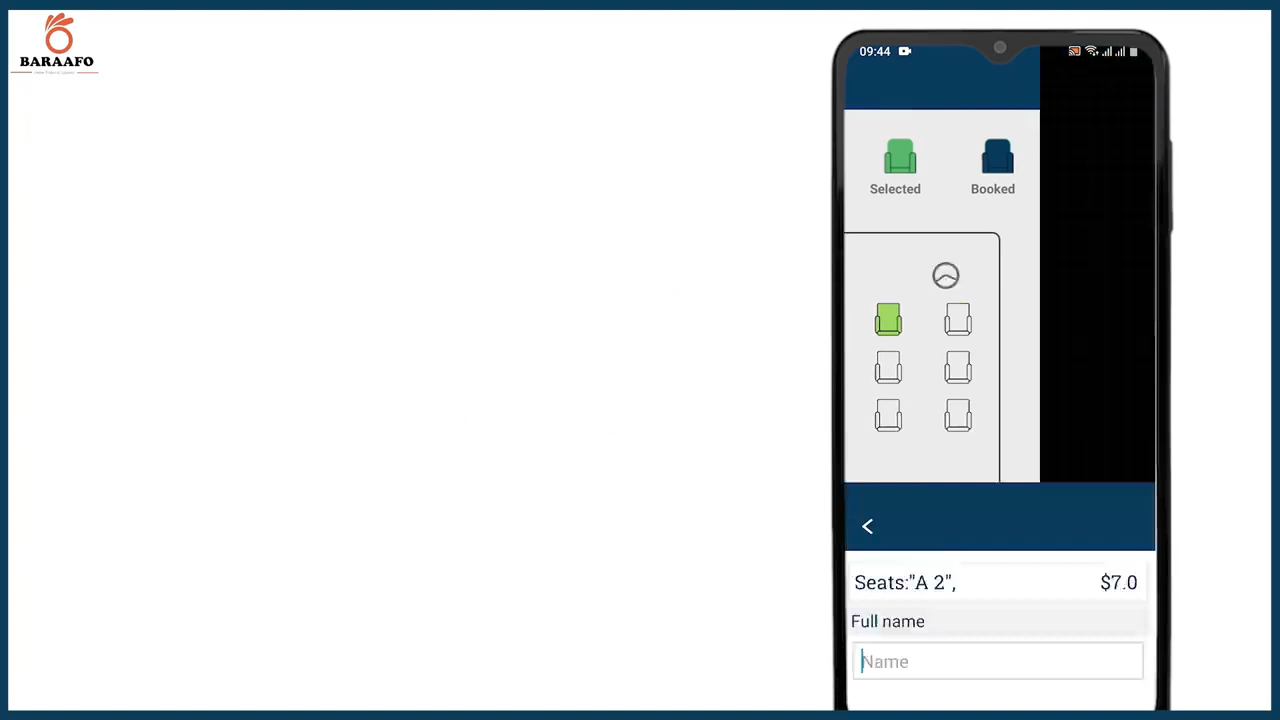 BARAAFO
09:44
Selected
Booked
Seats:"A 2",
$7.0
Full name
Name